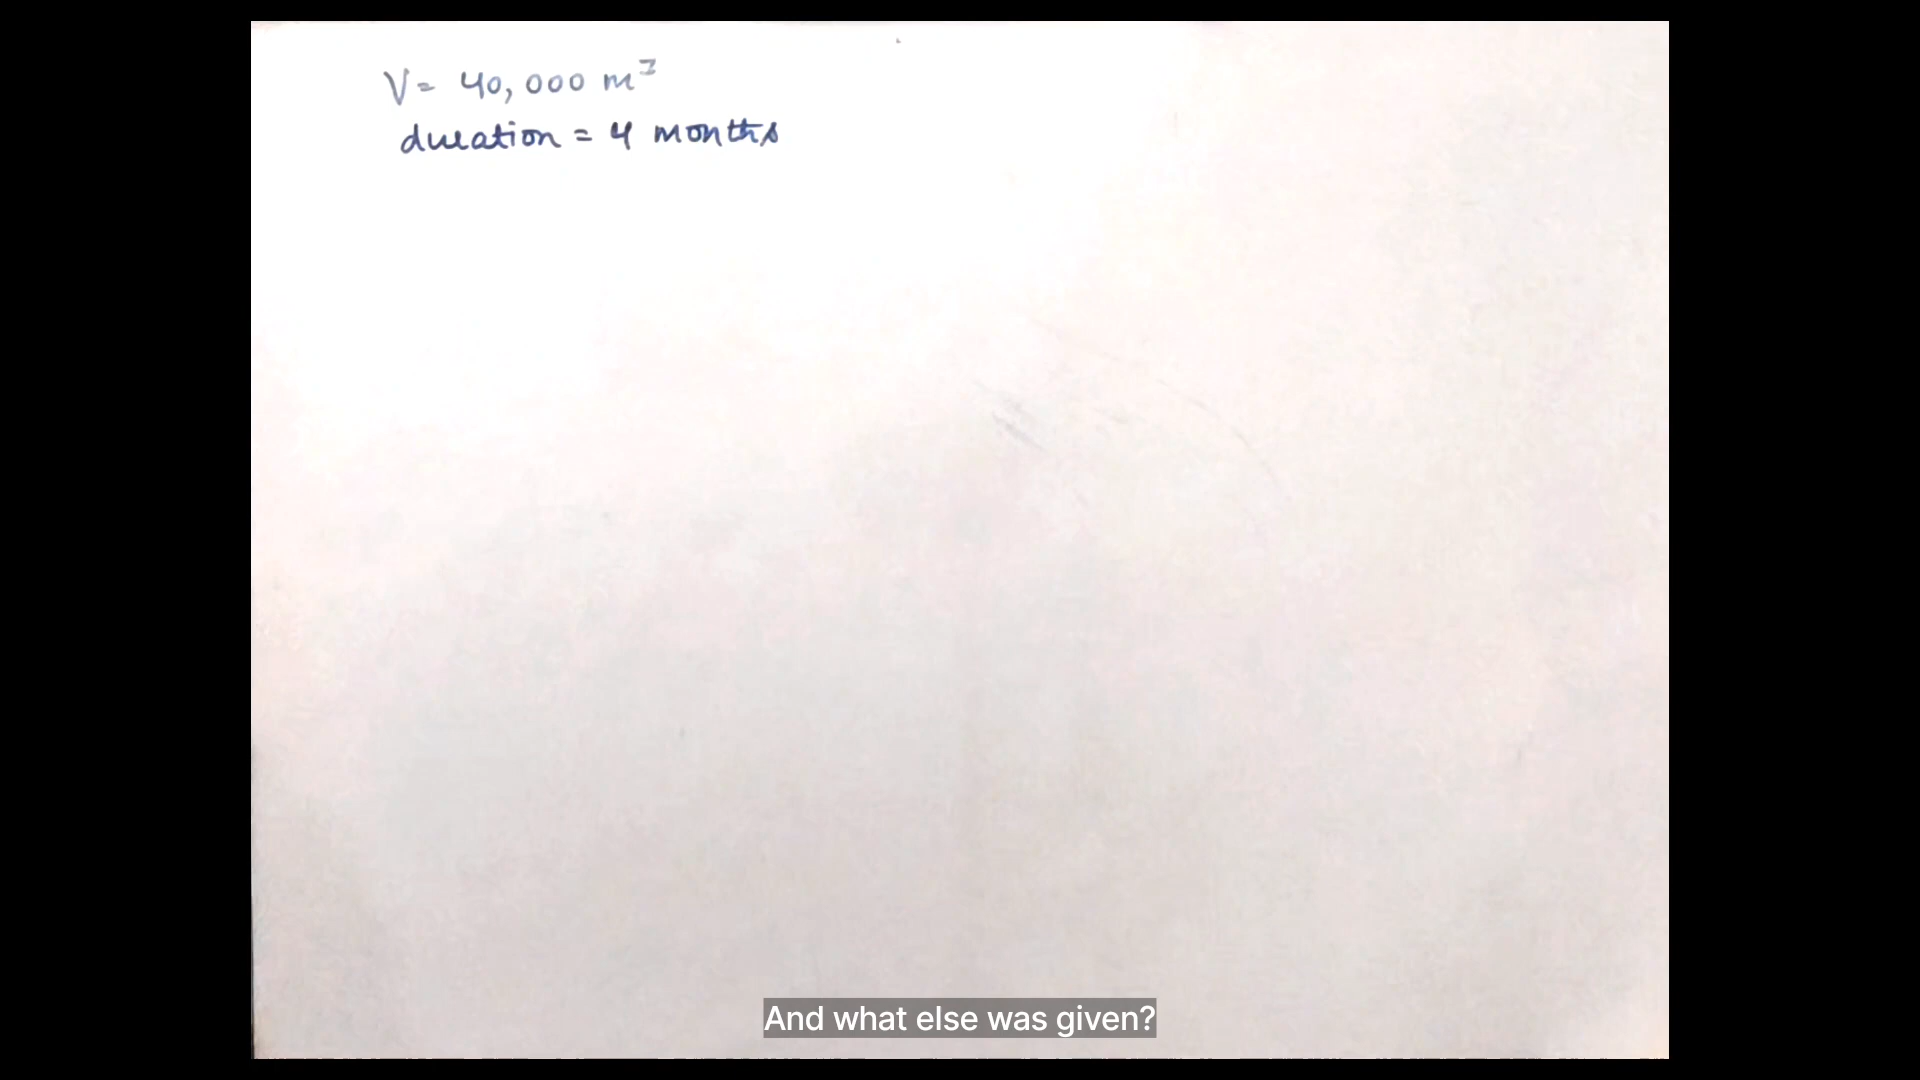 V= 40,000 m³
duration = 4 months
And what else was given?